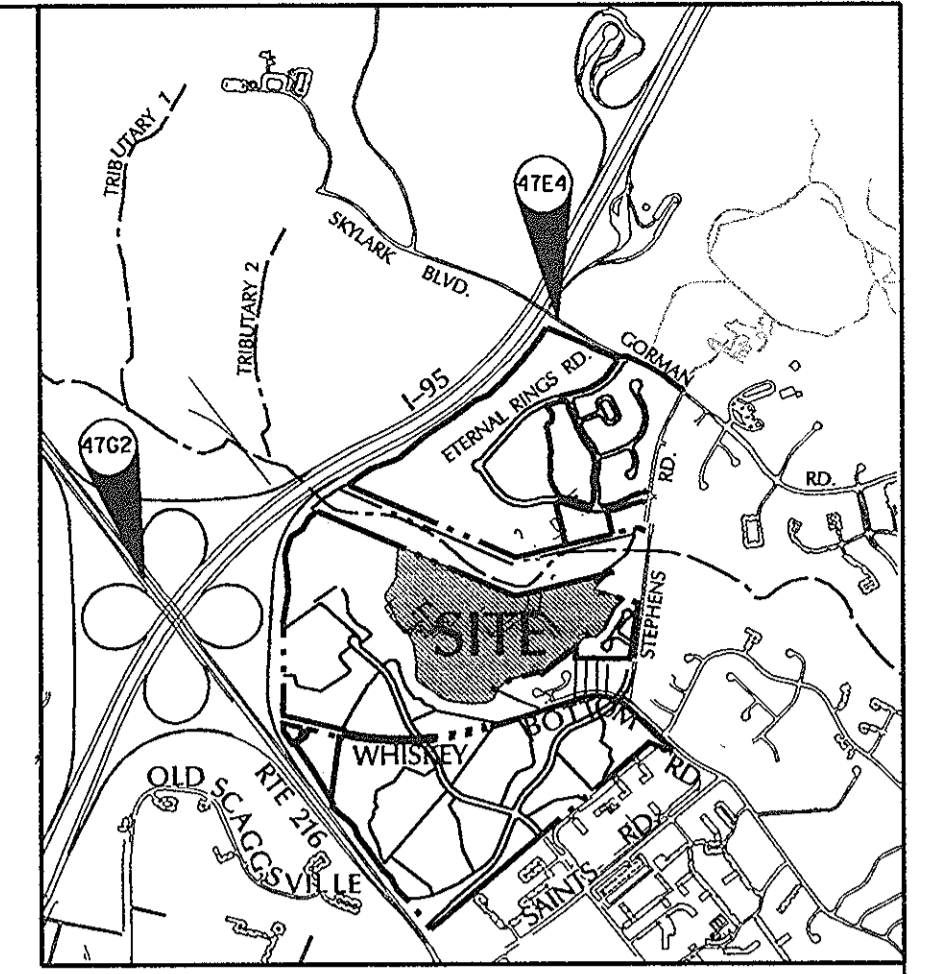 TRIBUTARY 1
47E4
SKYLARK BLVD.
TRIBUTARY 2
GORMAN RD.
I-95
ETERNAL RINGS RD.
47G2
STEPHENS RD.
SITE
WHISKEY BOTTOM RD.
OLD SCAGGSVILLE
RTE 216
SAINTS RD.